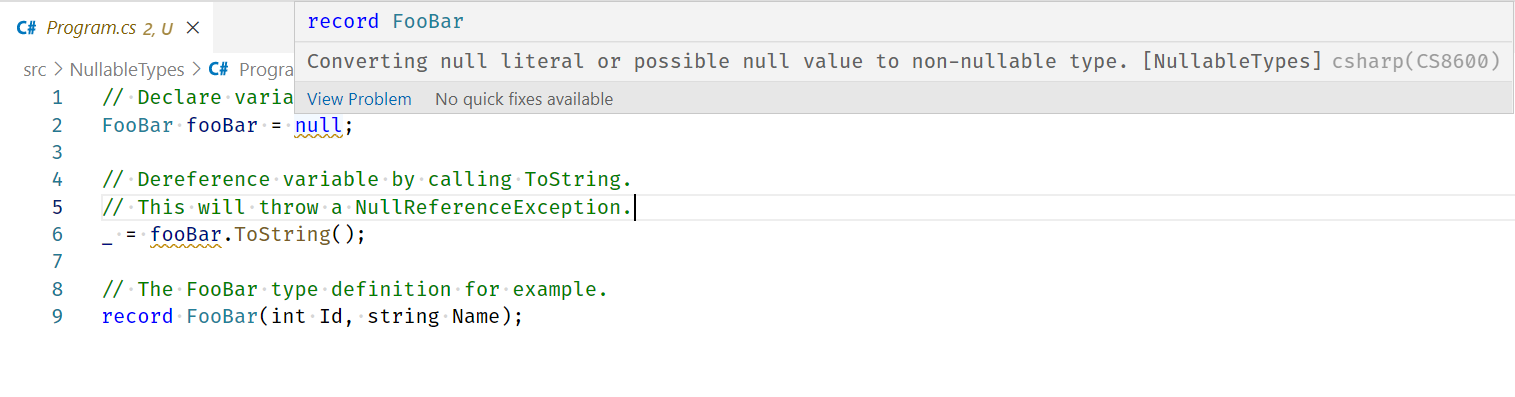 C# Program.cs 2, U ×
record FooBar
Converting null literal or possible null value to non-nullable type. [NullableTypes] csharp(CS8600)
View Problem No quick fixes available
src > NullableTypes > C# Progra
1 // Declare varia
2 FooBar fooBar = null;
3
4 // Dereference variable by calling ToString.
5 // This will throw a NullReferenceException.
6 _ = fooBar.ToString();
7
8 // The FooBar type definition for example.
9 record FooBar(int Id, string Name);